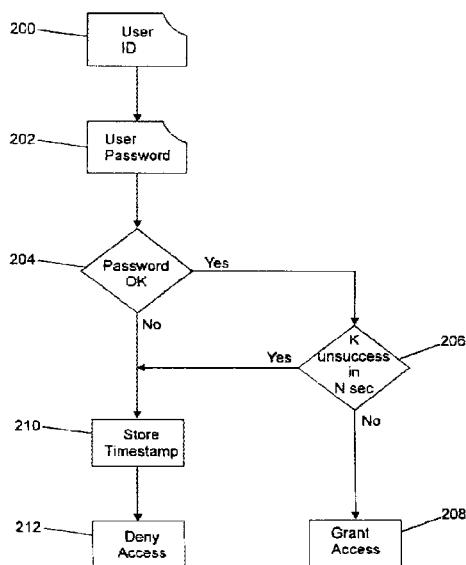 200
User
ID
202
User
Password
204
Password
OK
Yes
No
Yes
K
unsuccess
in
N sec
206
No
210
Store
Timestamp
212
Deny
Access
Grant
Access
208